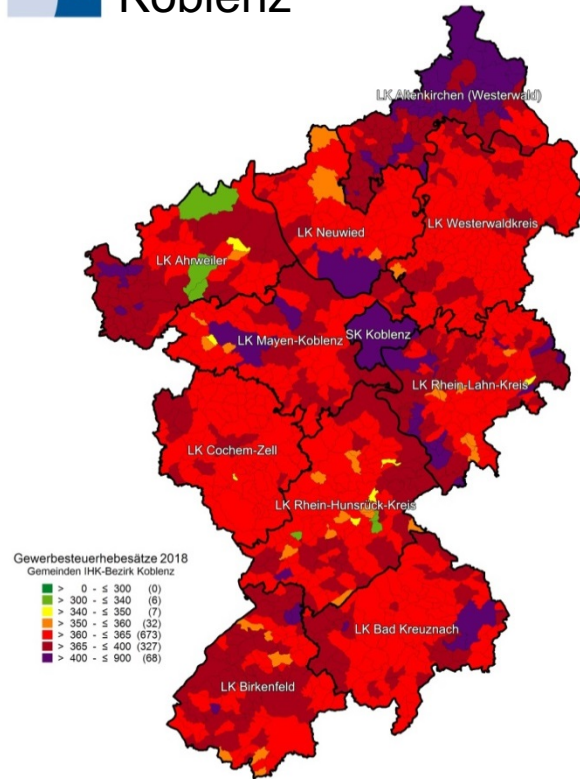 Koblenz
LK Altenkirchen (Westerwald)
LK Neuwied
LK Westerwaldkreis
LK Ahrweiler
LK Mayen-Koblenz
SK Koblenz
LK Rhein-Lahn-Kreis
LK Cochem-Zell
LK Rhein-Hunsrück-Kreis
LK Bad Kreuznach
LK Birkenfeld
Gewerbesteuerhebesätze 2018
Gemeinden IHK-Bezirk Koblenz
> 0 - ≤ 300 (0)
> 300 - ≤ 340 (6)
> 340 - ≤ 350 (7)
> 350 - ≤ 360 (32)
> 360 - ≤ 365 (673)
> 365 - ≤ 400 (327)
> 400 - ≤ 900 (68)